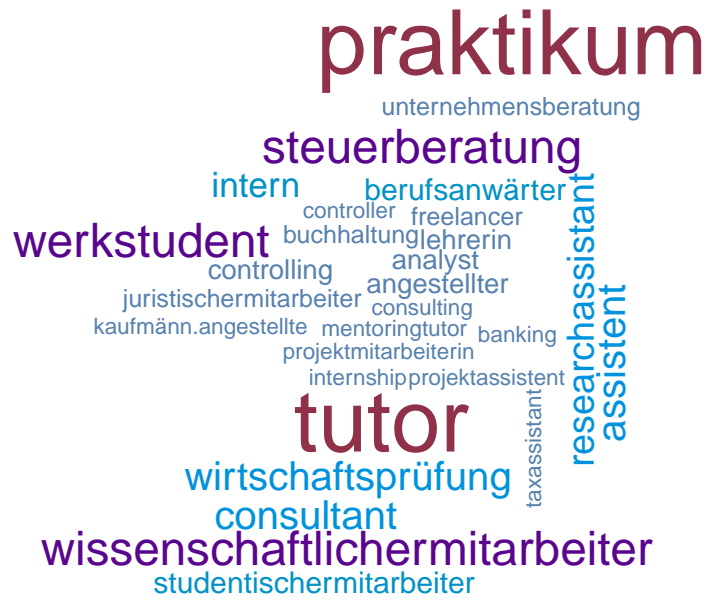 praktikum
unternehmensberatung
steuerberatung
intern
berufsanwärter
researchassistant
controller
freelancer
werkstudent
buchhaltung
lehrerin
analyst
controlling
angestellter
assistent
juristischermitarbeiter
consulting
kaufmänn.angestellte
mentoringtutor
banking
projektmitarbeiterin
internship
projektassistent
tutor
taxassistant
wirtschaftsprüfung
consultant
wissenschaftlichermitarbeiter
studentischermitarbeiter